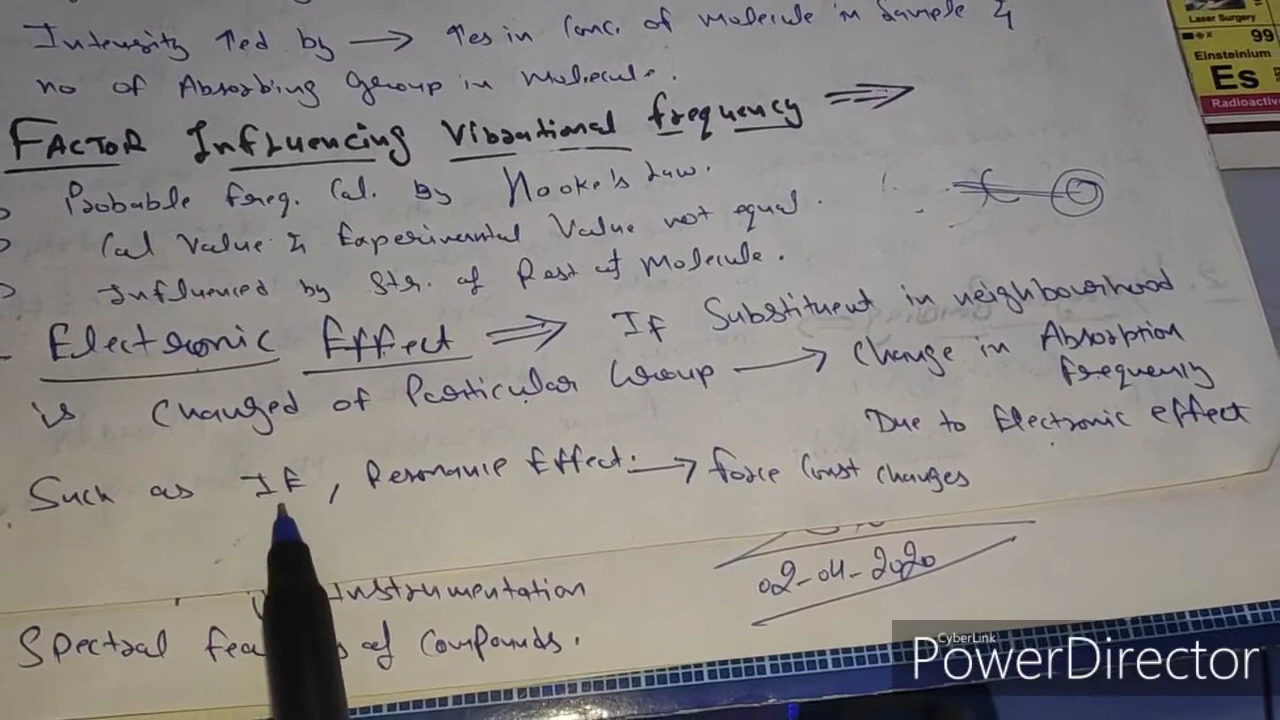 Intensity ↑ed by → ↑es in Conc. of molecule in Sample &
no of Absorbing group in molecule.
FACTOR Influencing Vibrational frequency ⇒
Probable freq. Cal. by Hooke's Law.
Cal Value & Experimental Value not equal.
Influenced by Str. of Rest of Molecule.
Electronic Effect ⇒ If Substituent in neighbourhood
is changed of Particular Group → Change in Absorption
frequency
Due to Electronic effect
Such as IE, Resonance Effect. → force Const changes
Instrumentation
02-04-2020
Spectral of Compounds.
Laser Surgery
99
Einsteinium
Es
CyberLink
PowerDirector